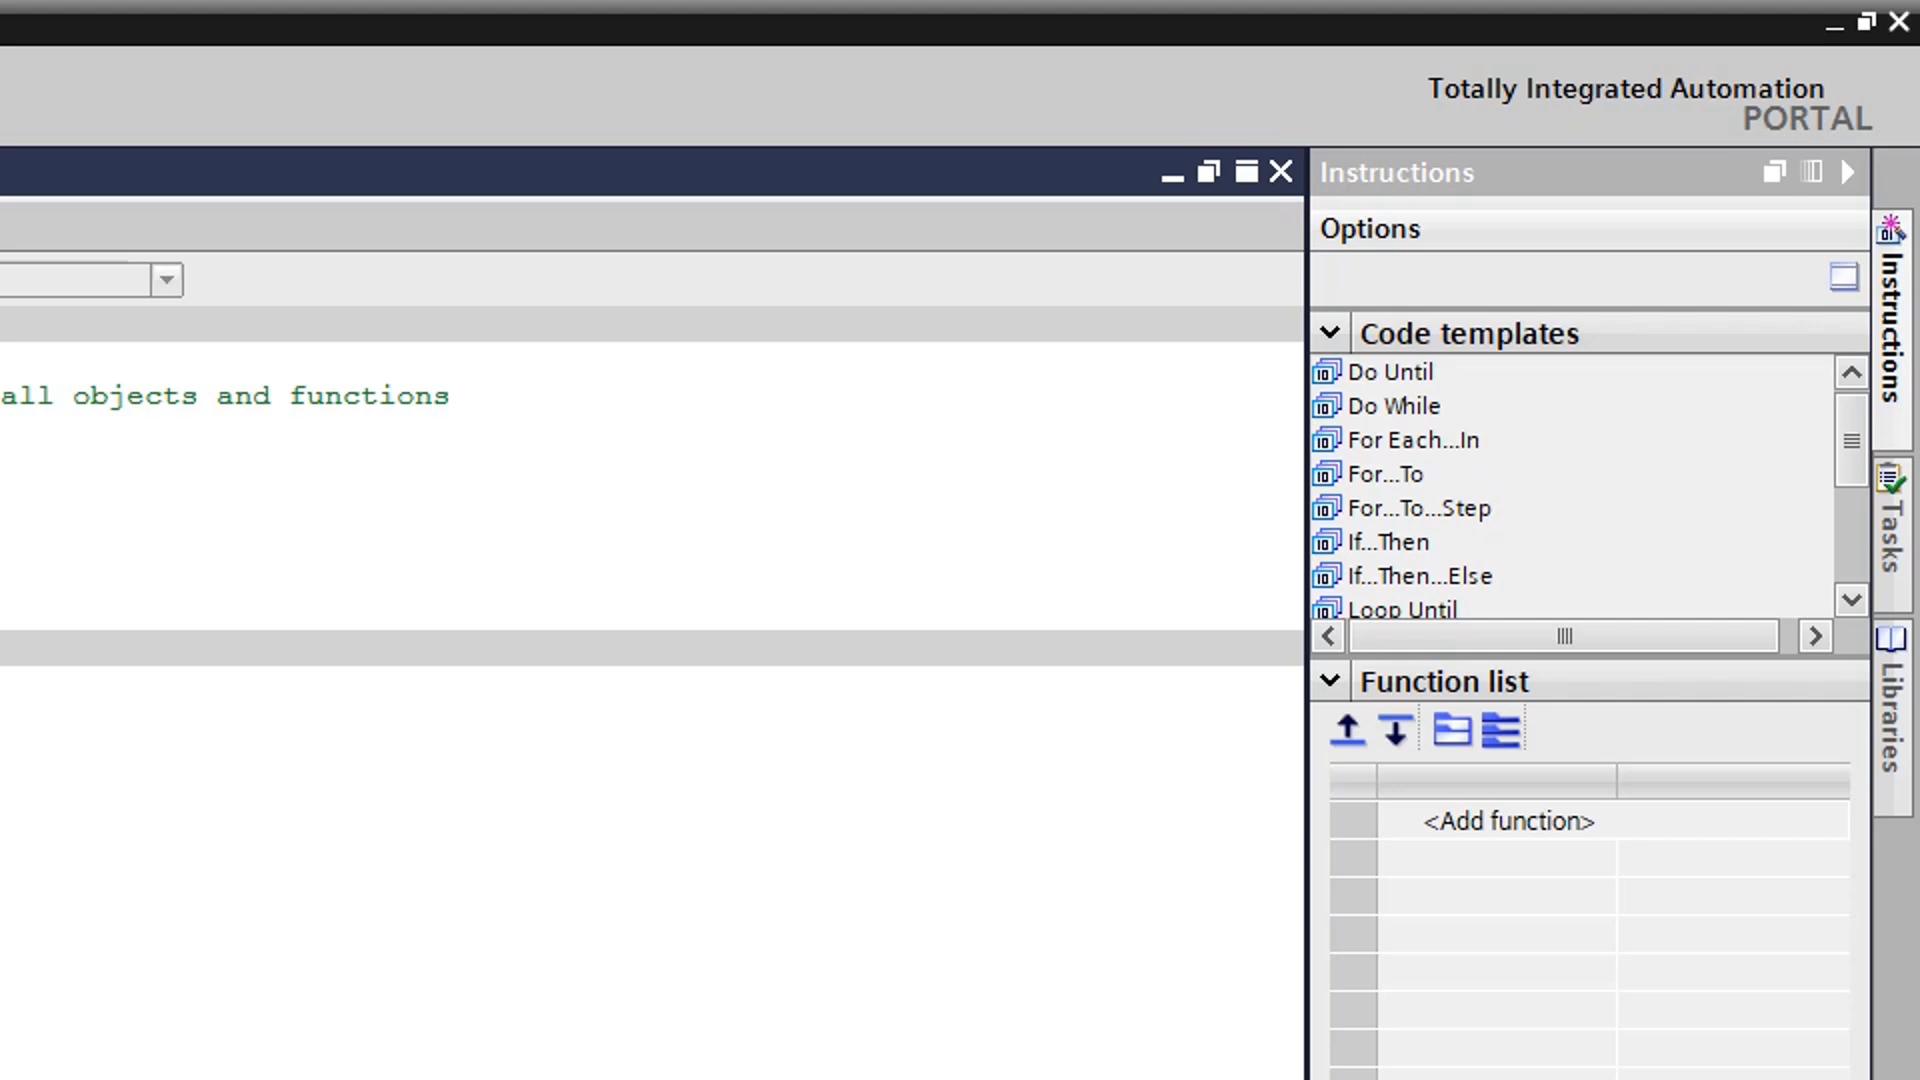 Totally Integrated Automation
PORTAL
Instructions
Options
Code templates
all objects and functions
Do Until
Do While
For Each...In
For...To
For...To...Step
If...Then
If...Then...Else
Loop Until
Function list
<Add function>
Instructions
Tasks
Libraries